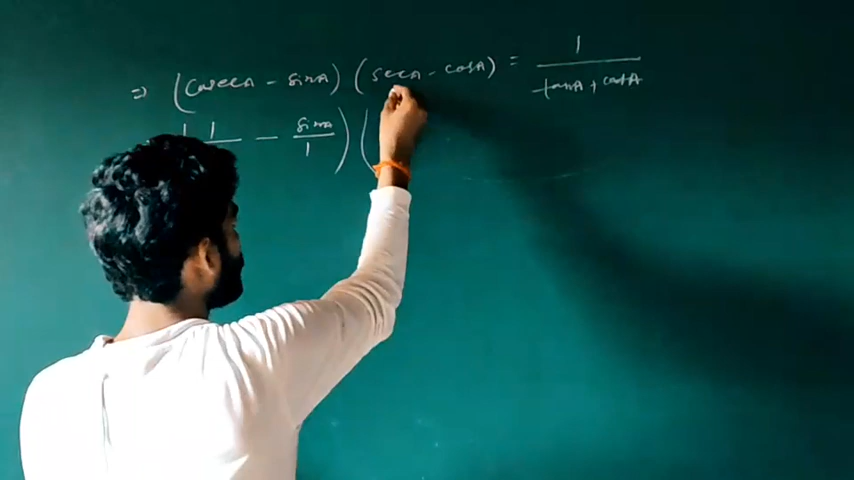 ⇒ (cosecA - sinA) (secA - cosA) = 1 / tanA + cotA
( 1 / - sinA / 1 ) (